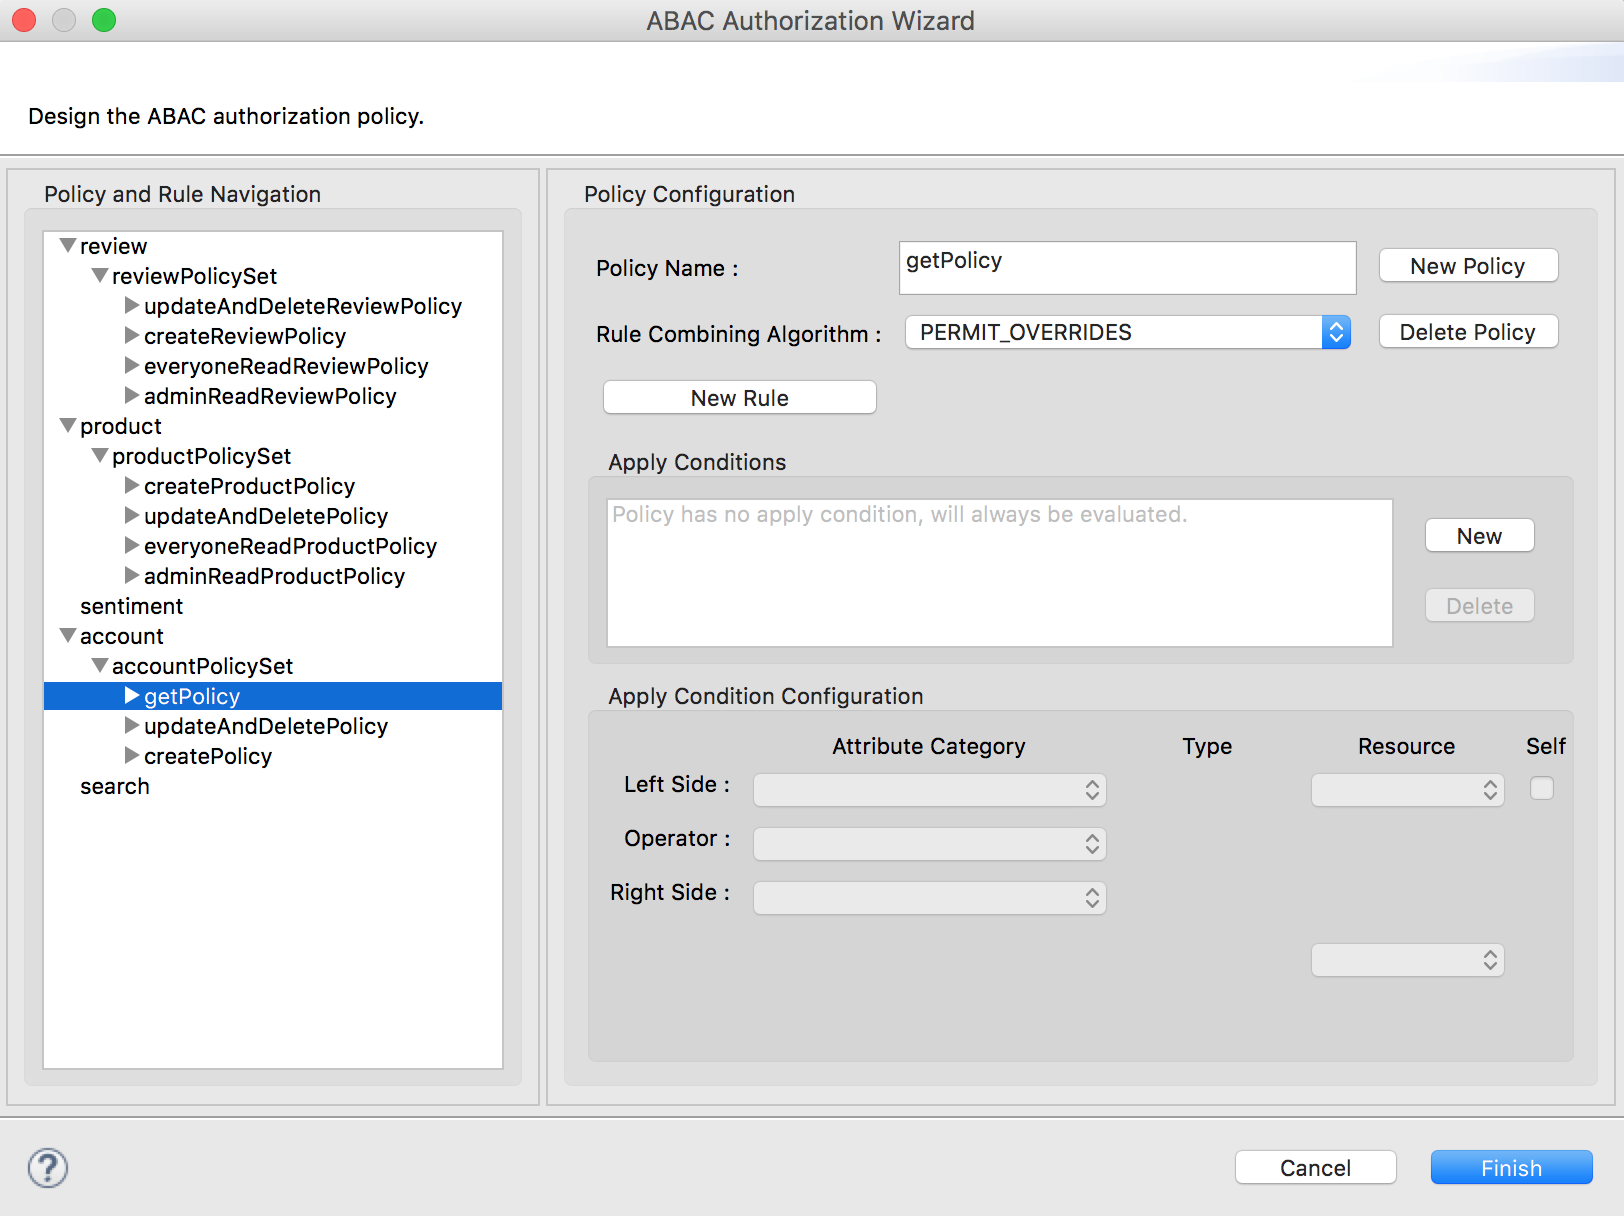 ABAC Authorization Wizard
Design the ABAC authorization policy.
Policy and Rule Navigation
review
reviewPolicySet
updateAndDeleteReviewPolicy
createReviewPolicy
everyoneReadReviewPolicy
adminReadReviewPolicy
product
productPolicySet
createProductPolicy
updateAndDeletePolicy
everyoneReadProductPolicy
adminReadProductPolicy
sentiment
account
accountPolicySet
getPolicy
updateAndDeletePolicy
createPolicy
search
Policy Configuration
Policy Name : getPolicy New Policy
Rule Combining Algorithm : PERMIT_OVERRIDES Delete Policy
New Rule
Apply Conditions
Policy has no apply condition, will always be evaluated.
New
Delete
Apply Condition Configuration
Attribute Category Type Resource Self
Left Side :
Operator :
Right Side :
? Cancel Finish